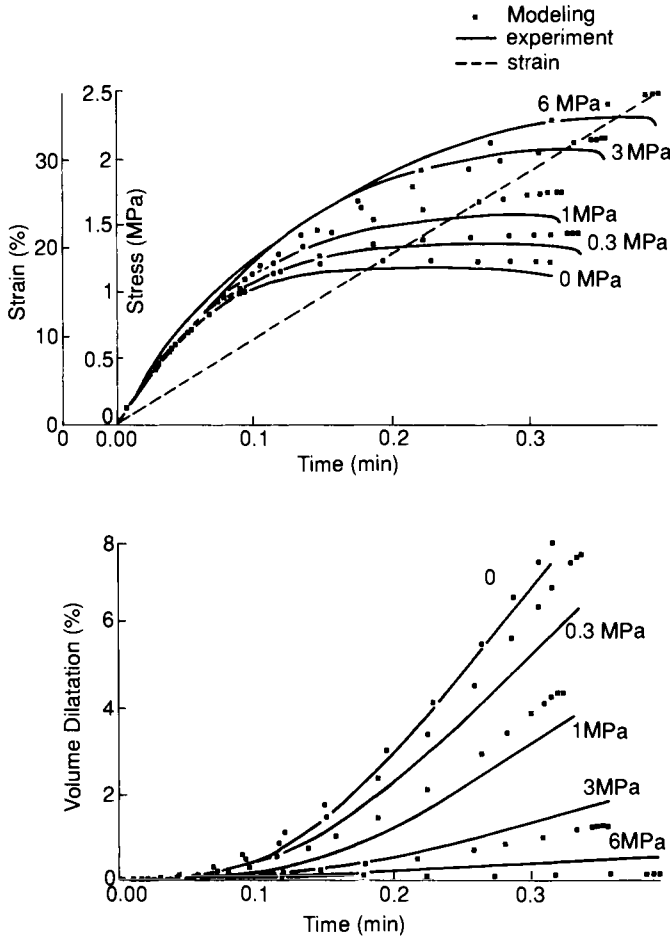 Modeling
experiment
strain
2.5
2
1.5
1
0.5
0
30
20
10
0
Strain (%)
Stress (MPa)
6 MPa
3 MPa
1MPa
0.3 MPa
0 MPa
0.00 0.1 0.2 0.3
Time (min)
8
6
4
2
0
Volume Dilatation (%)
0
0.3 MPa
1MPa
3MPa
6MPa
0.00 0.1 0.2 0.3
Time (min)